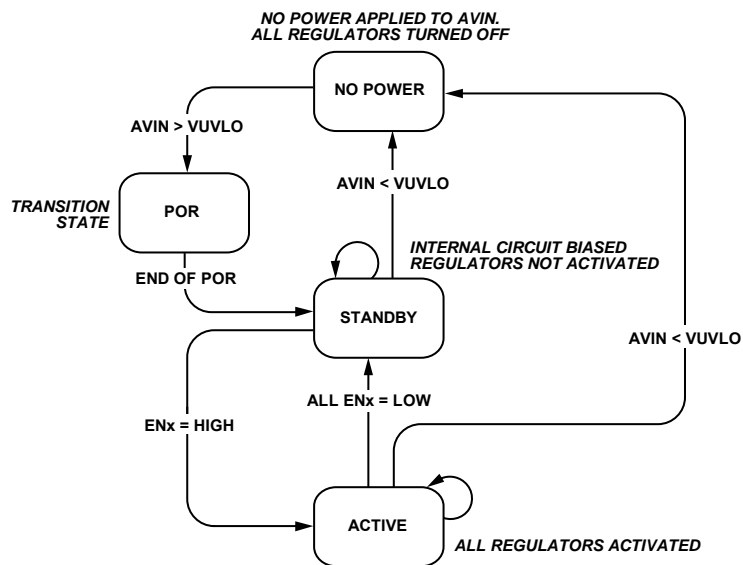 NO POWER APPLIED TO AVIN.
ALL REGULATORS TURNED OFF
NO POWER
AVIN > VUVLO
AVIN < VUVLO
TRANSITION
STATE
POR
INTERNAL CIRCUIT BIASED
REGULATORS NOT ACTIVATED
END OF POR
STANDBY
AVIN < VUVLO
ALL ENx = LOW
ENx = HIGH
ACTIVE
ALL REGULATORS ACTIVATED